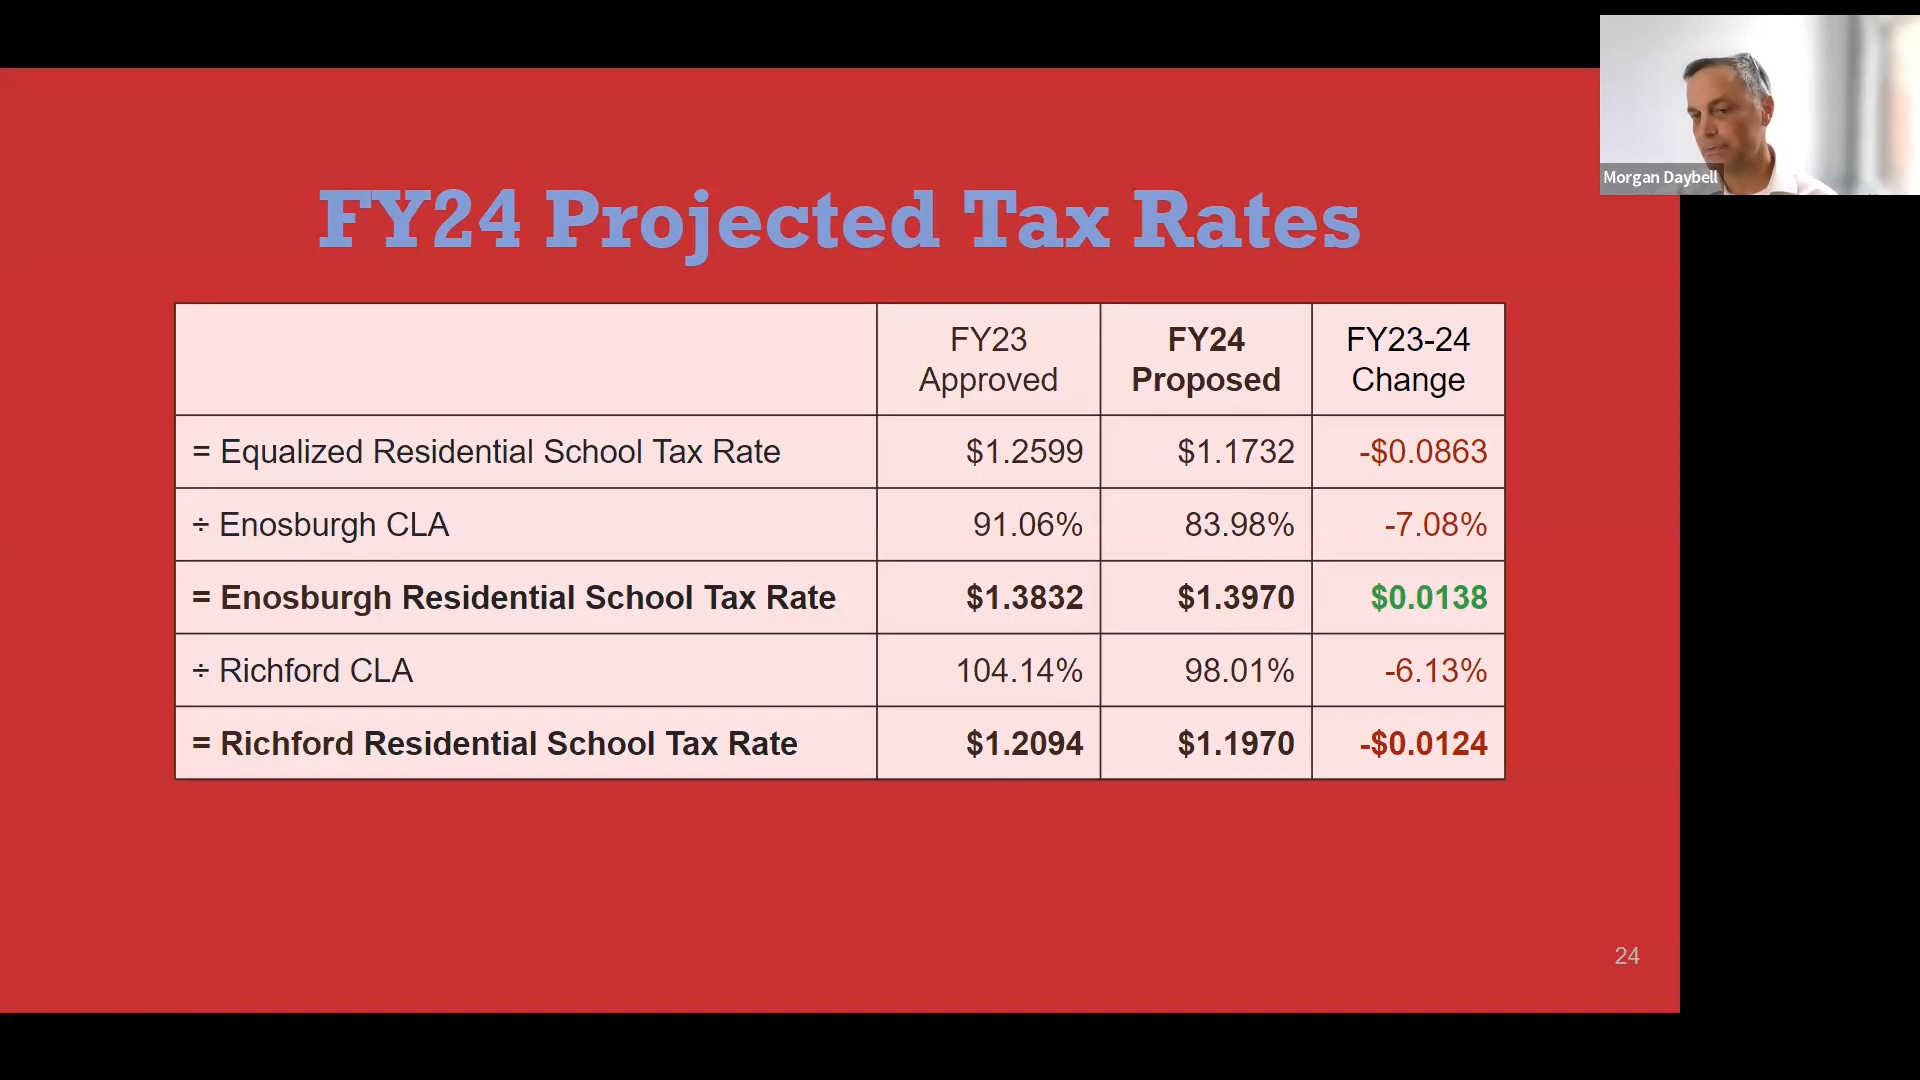 Morgan Daybell
FY24 Projected Tax Rates
FY23 Approved | FY24 Proposed | FY23-24 Change
= Equalized Residential School Tax Rate | $1.2599 | $1.1732 | -$0.0863
÷ Enosburgh CLA | 91.06% | 83.98% | -7.08%
= Enosburgh Residential School Tax Rate | $1.3832 | $1.3970 | $0.0138
÷ Richford CLA | 104.14% | 98.01% | -6.13%
= Richford Residential School Tax Rate | $1.2094 | $1.1970 | -$0.0124
24